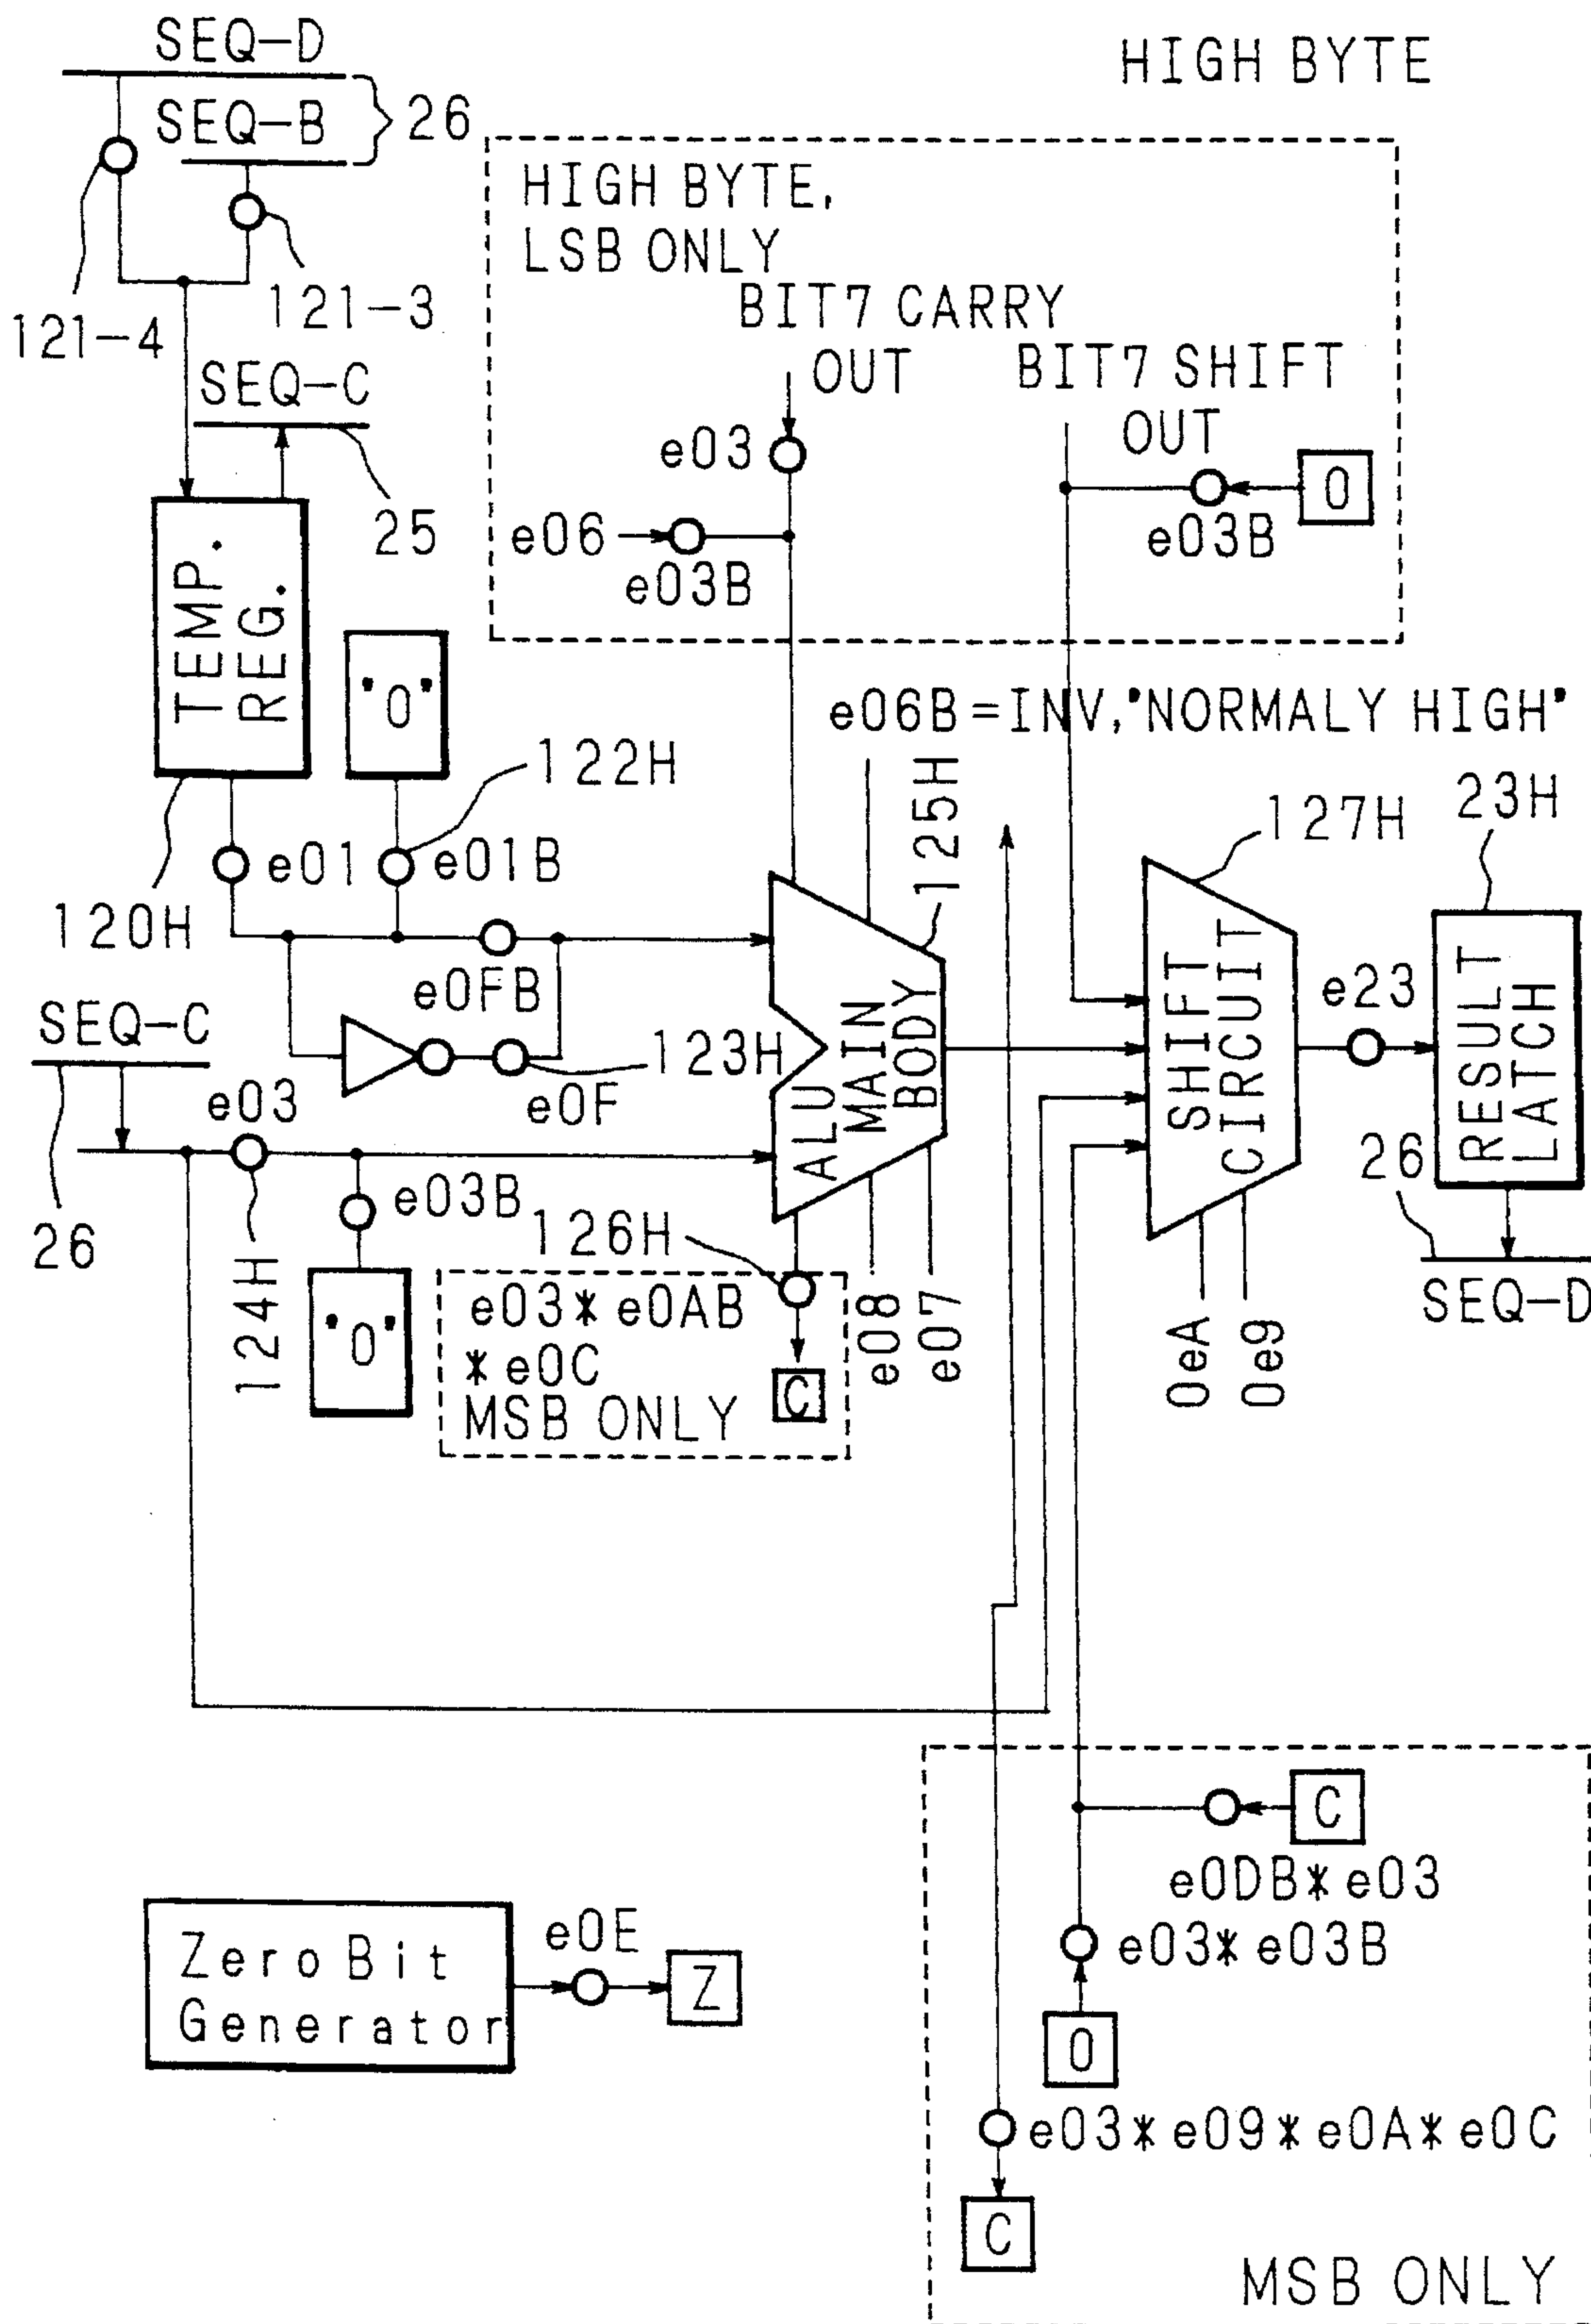 SEQ-D
HIGH BYTE
SEQ-B
26
HIGH BYTE,
LSB ONLY
121-4
121-3
BIT7 CARRY
OUT
BIT7 SHIFT
OUT
SEQ-C
25
e03
e06
e03B
0
e03B
TEMP.
REG.
"0"
e06B=INV,"NORMALY HIGH"
122H
125H
127H
23H
e01
e01B
120H
e0FB
SEQ-C
e03
e0F
123H
ALU
MAIN
BODY
SHIFT
CIRCUIT
e23
RESULT
LATCH
26
26
124H
e03B
"0"
126H
e03*e0AB
*e0C
MSB ONLY
C
e08
e07
0eA
0e9
SEQ-D
C
e0DB*e03
Zero Bit
Generator
e0E
Z
e03*e03B
0
e03*e09*e0A*e0C
C
MSB ONLY